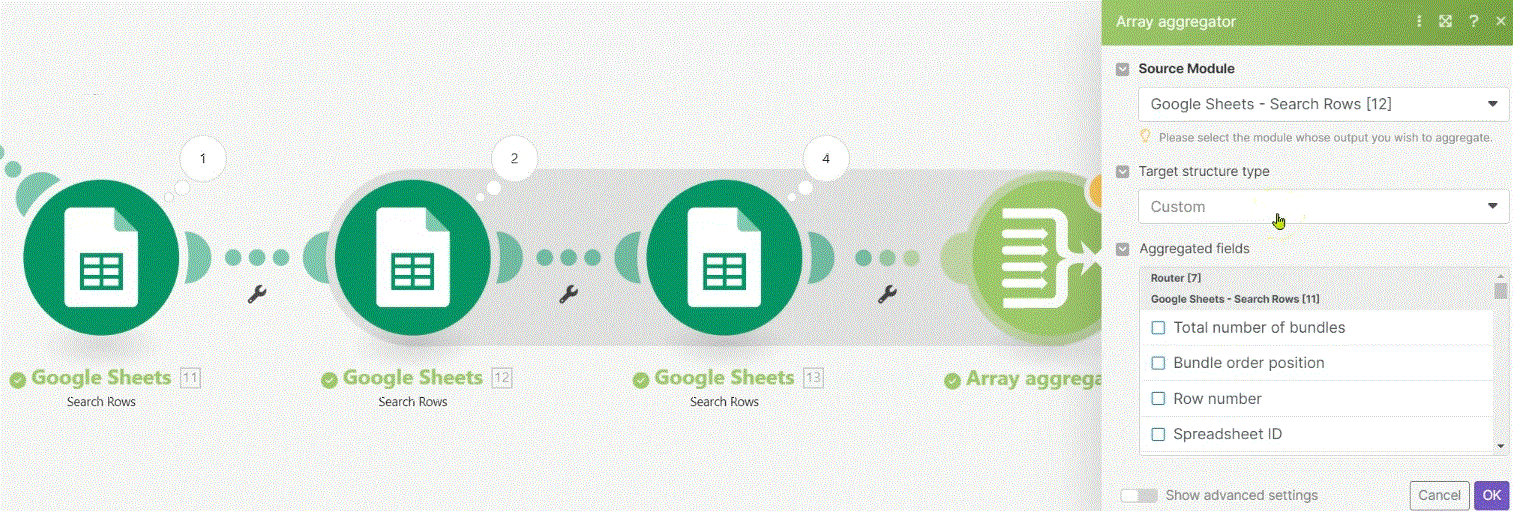 1
2
4
Google Sheets 11
Search Rows
Google Sheets 12
Search Rows
Google Sheets 13
Search Rows
Array aggrega
Array aggregator
Source Module
Google Sheets - Search Rows [12]
Please select the module whose output you wish to aggregate.
Target structure type
Custom
Aggregated fields
Router [7]
Google Sheets - Search Rows [11]
Total number of bundles
Bundle order position
Row number
Spreadsheet ID
Show advanced settings
Cancel
OK